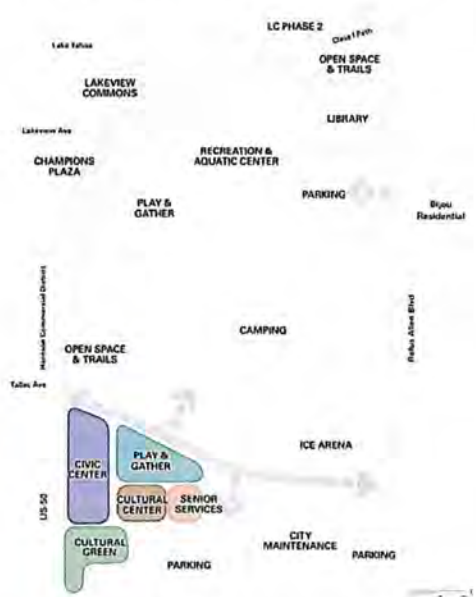 LC PHASE 2
Class I Path
Lake Tahoe
OPEN SPACE
& TRAILS
LAKEVIEW
COMMONS
LIBRARY
Lakeview Ave
RECREATION &
AQUATIC CENTER
CHAMPIONS
PLAZA
PARKING
PLAY &
GATHER
Bijou
Residential
Harrison Commercial District
Rufus Allen Blvd
CAMPING
OPEN SPACE
& TRAILS
Tallac Ave
ICE ARENA
PLAY &
GATHER
CIVIC
CENTER
US-50
CULTURAL
CENTER
SENIOR
SERVICES
CITY
MAINTENANCE
CULTURAL
GREEN
PARKING
PARKING